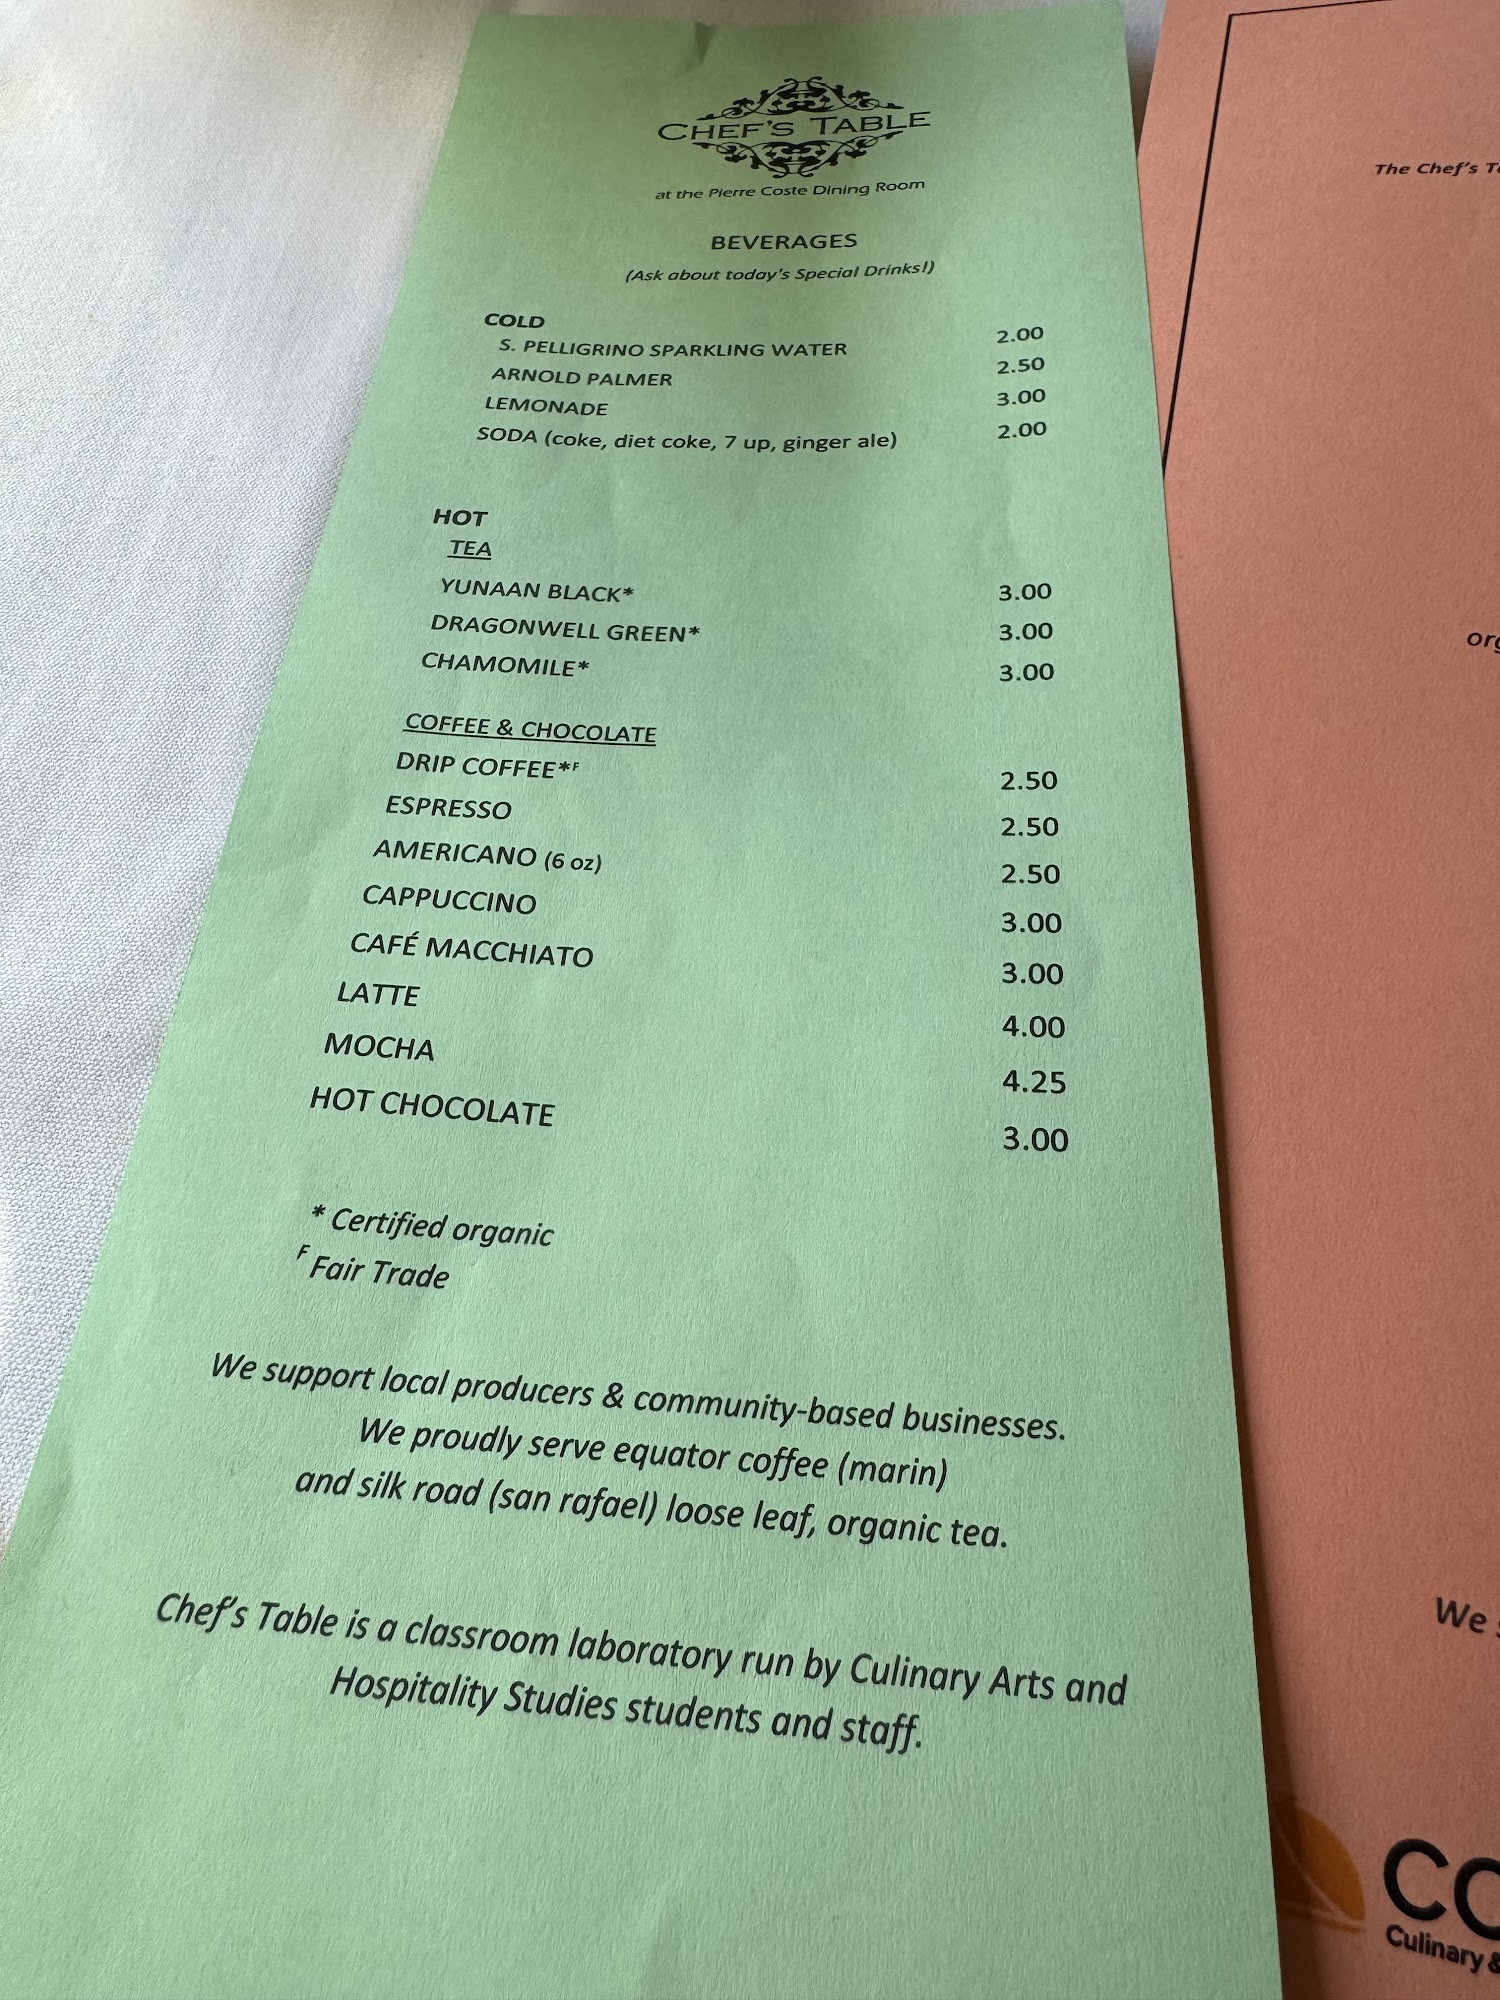 CHEF'S TABLE
at the Pierre Coste Dining Room
BEVERAGES
(Ask about today's Special Drinks!)
COLD
S. PELLIGRINO SPARKLING WATER 2.00
ARNOLD PALMER 2.50
LEMONADE 3.00
SODA (coke, diet coke, 7 up, ginger ale) 2.00
HOT
TEA
YUNAAN BLACK* 3.00
DRAGONWELL GREEN* 3.00
CHAMOMILE* 3.00
COFFEE & CHOCOLATE
DRIP COFFEE*F 2.50
ESPRESSO 2.50
AMERICANO (6 oz) 2.50
CAPPUCCINO 3.00
CAFÉ MACCHIATO 3.00
LATTE 4.00
MOCHA 4.25
HOT CHOCOLATE 3.00
* Certified organic
F Fair Trade
We support local producers & community-based businesses.
We proudly serve equator coffee (marin)
and silk road (san rafael) loose leaf, organic tea.
Chef's Table is a classroom laboratory run by Culinary Arts and
Hospitality Studies students and staff.
The Chef's
We
Culinary &